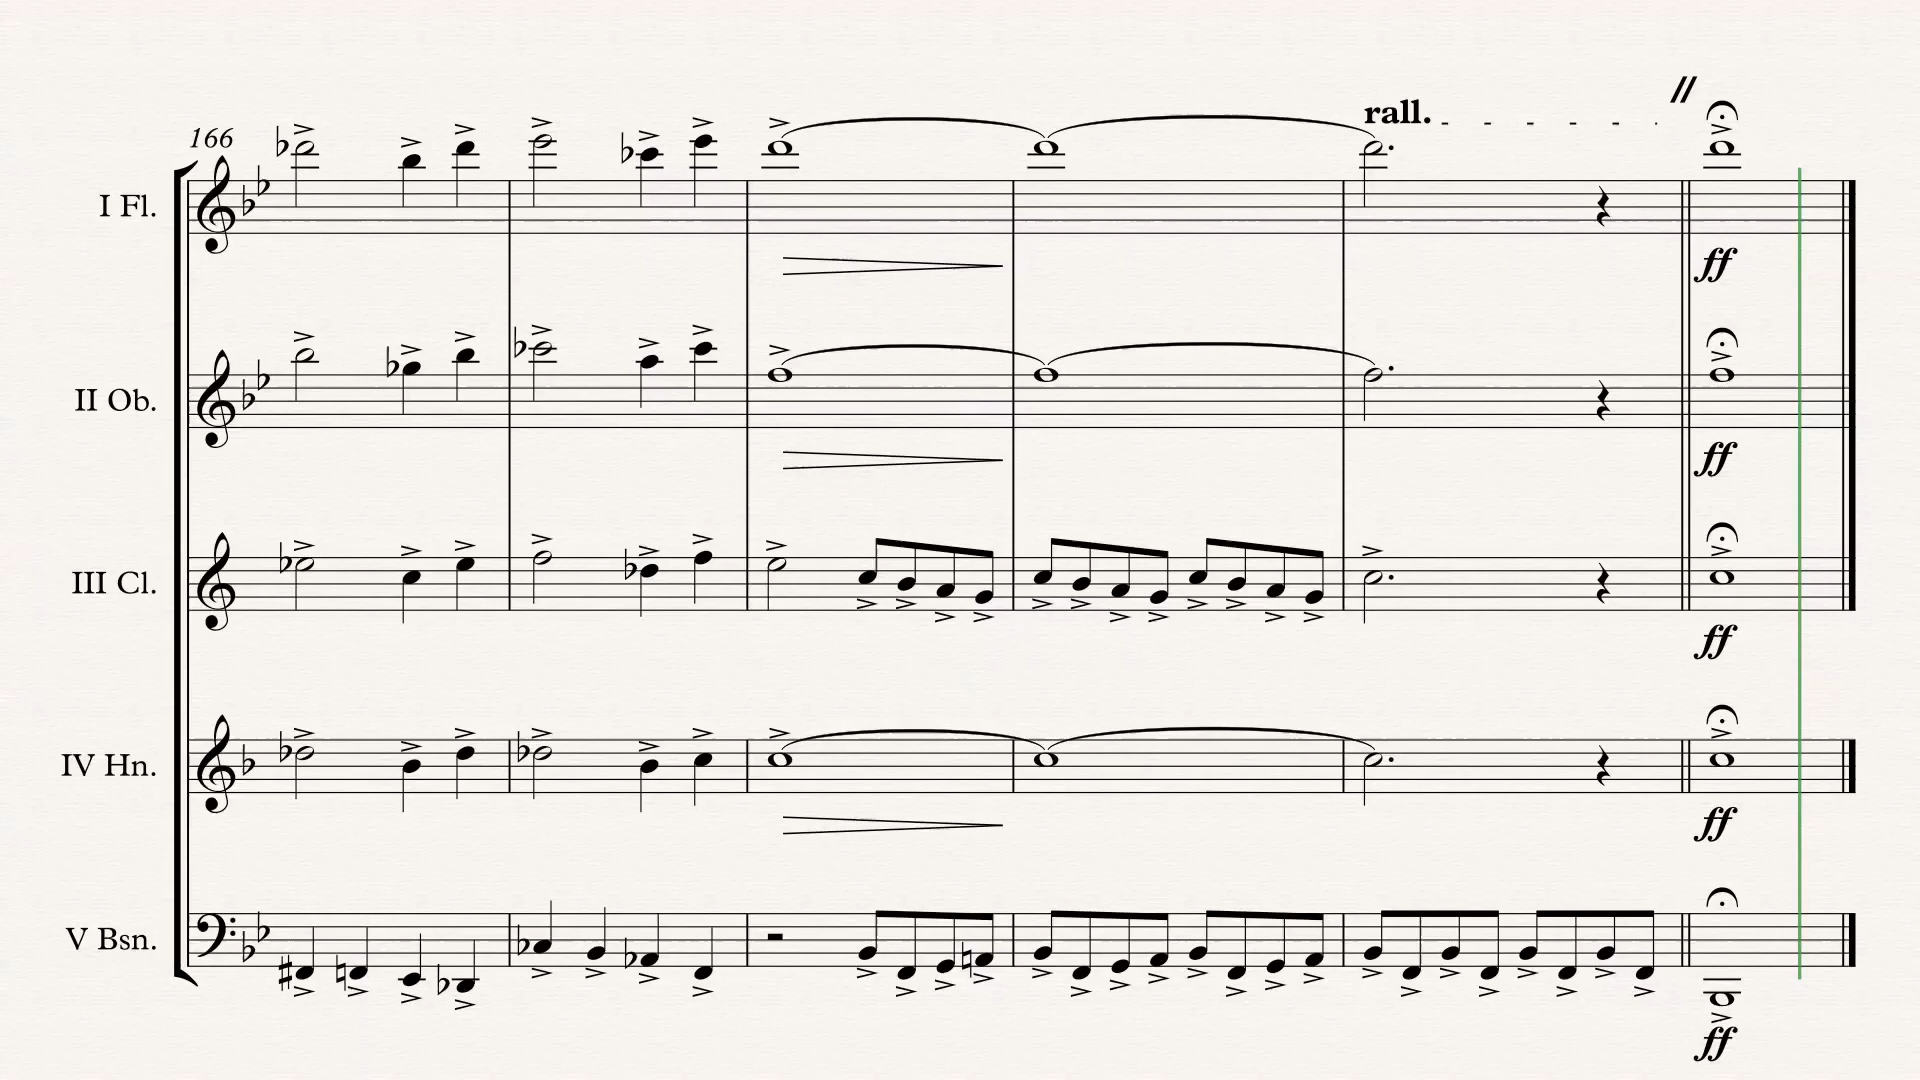 rall.
166
I Fl.
ff
II Ob.
ff
III Cl.
ff
IV Hn.
ff
V Bsn.
ff